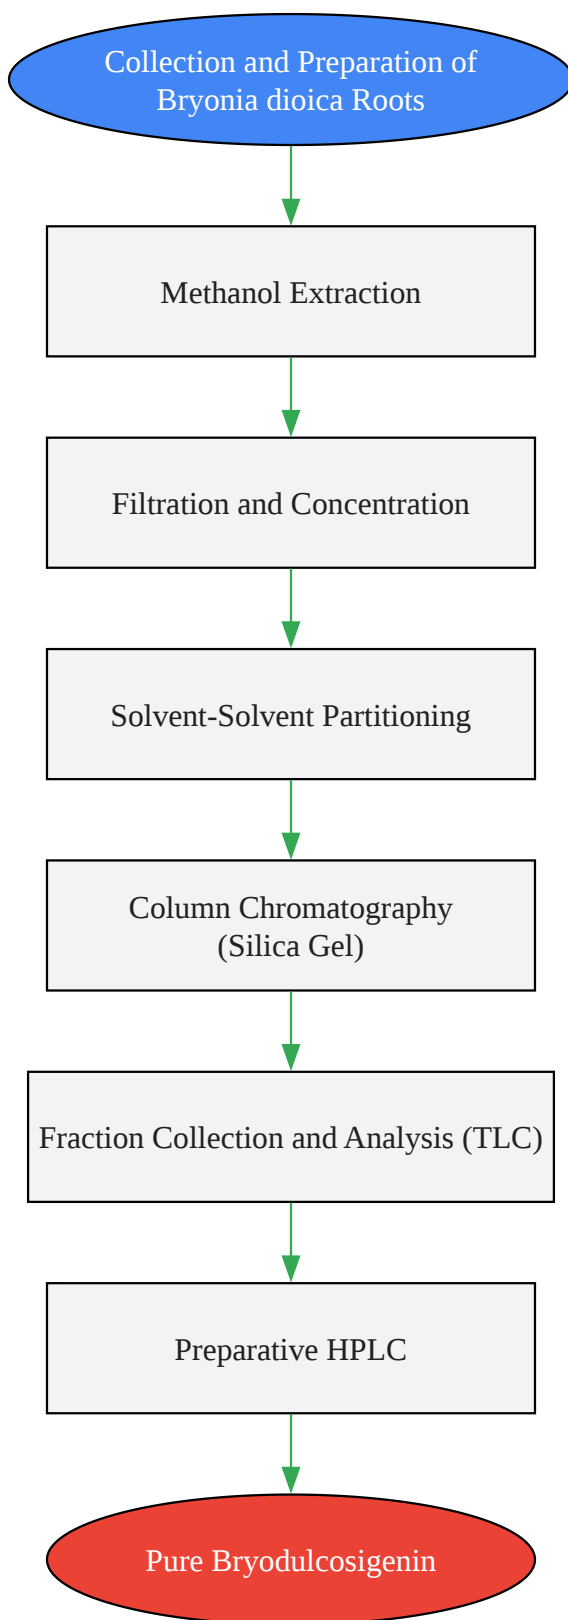 Collection and Preparation of
Bryonia dioica Roots
Methanol Extraction
Filtration and Concentration
Solvent-Solvent Partitioning
Column Chromatography
(Silica Gel)
Fraction Collection and Analysis (TLC)
Preparative HPLC
Pure Bryodulcosigenin